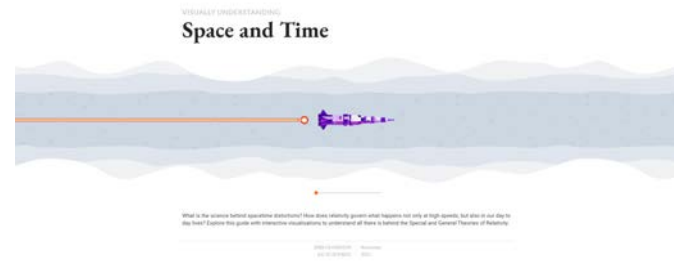 VISUALLY UNDERSTANDING
Space and Time
What is the science behind spacetime distortions? How does relativity govern what happens not only at high speeds, but also in our day to
day lives? Explore this guide with interactive visualisations to understand all there is behind the Special and General Theories of Relativity.